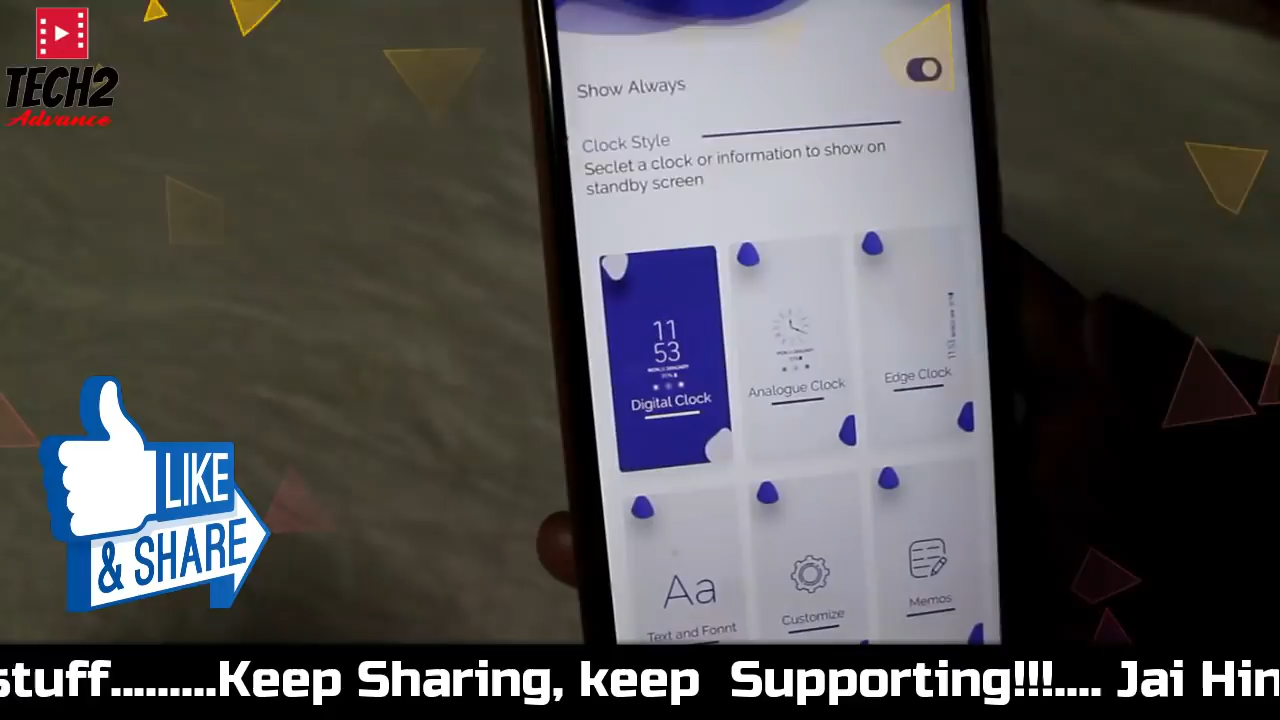 TECH2
Advance
Show Always
Clock Style
Seclet a clock or information to show on
standby screen
11
53
Digital Clock
Analogue Clock
11:53
Edge Clock
Aa
Text and Fonnt
Customize
Memos
LIKE
& SHARE
stuff.........Keep Sharing, keep Supporting!!!.... Jai Hin